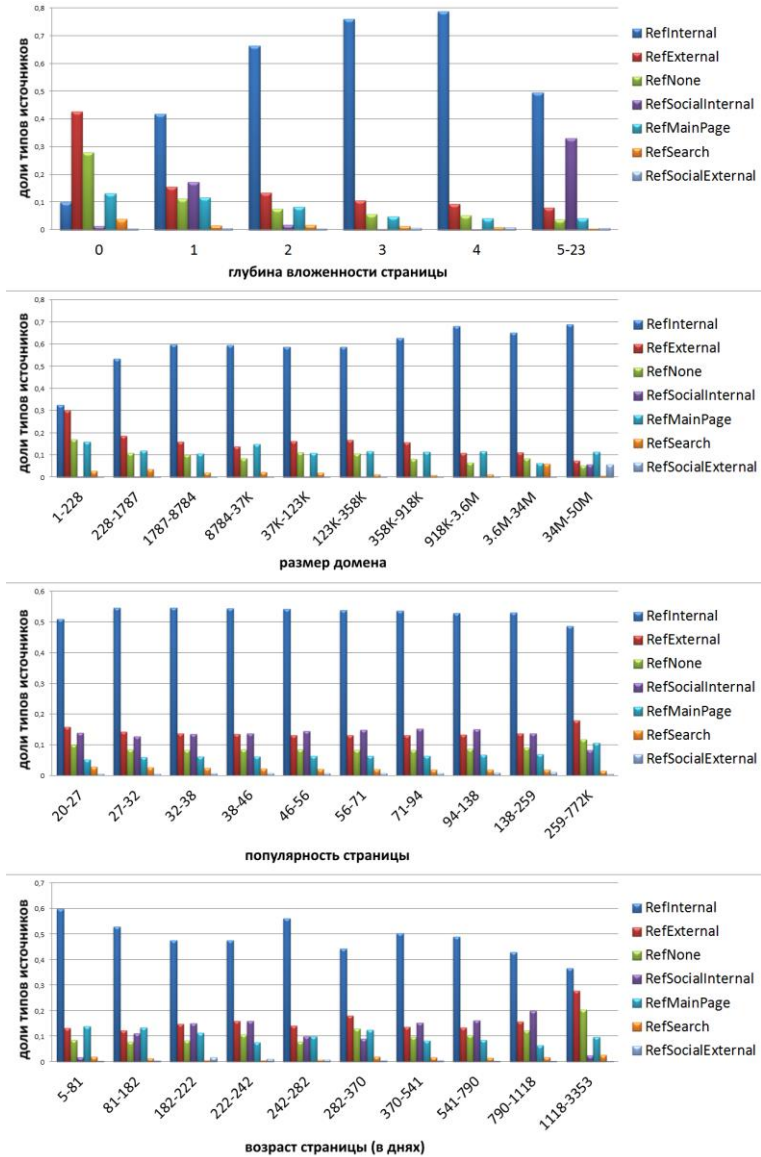 доли типов источников
0,8
0,7
0,6
0,5
0,4
0,3
0,2
0,1
0
RefInternal
RefExternal
RefNone
RefSocialInternal
RefMainPage
RefSearch
RefSocialExternal
0 1 2 3 4 5-23
глубина вложенности страницы
доли типов источников
0,8
0,7
0,6
0,5
0,4
0,3
0,2
0,1
0
RefInternal
RefExternal
RefNone
RefSocialInternal
RefMainPage
RefSearch
RefSocialExternal
1-228 228-1787 1787-8784 8784-37K 37K-123K 123K-358K 358K-918K 918K-3.6M 3.6M-34M 34M-50M
размер домена
доли типов источников
0,6
0,5
0,4
0,3
0,2
0,1
0
RefInternal
RefExternal
RefNone
RefSocialInternal
RefMainPage
RefSearch
RefSocialExternal
20-27 27-32 32-38 38-46 46-56 56-71 71-94 94-138 138-259 259-772K
популярность страницы
доли типов источников
0,7
0,6
0,5
0,4
0,3
0,2
0,1
0
RefInternal
RefExternal
RefNone
RefSocialInternal
RefMainPage
RefSearch
RefSocialExternal
5-81 81-182 182-222 222-242 242-282 282-370 370-541 541-790 790-1118 1118-3353
возраст страницы (в днях)